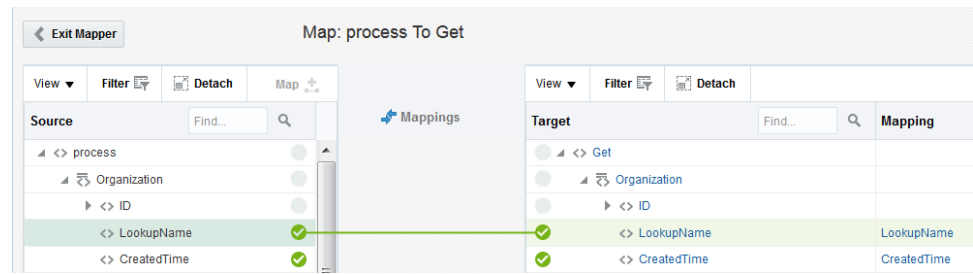 Exit Mapper
Map: process To Get
View Filter Detach Map
View Filter Detach
Source Find...
Mappings
Target Find... Mapping
<> process
Organization
<> ID
<> LookupName
<> CreatedTime
<> Get
Organization
<> ID
<> LookupName LookupName
<> CreatedTime CreatedTime